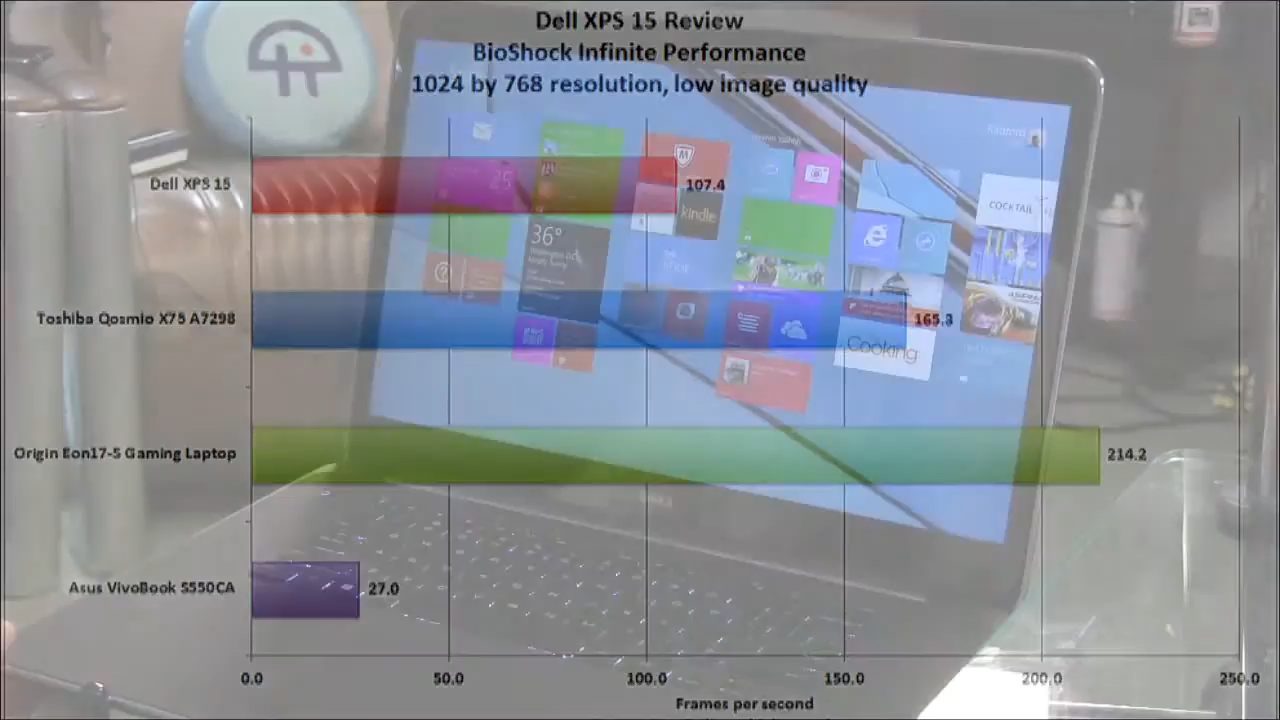 Dell XPS 15 Review
BioShock Infinite Performance
1024 by 768 resolution, low image quality
Dell XPS 15
107.4
kindle
COCKTAIL
36°
Toshiba Qosmio X75 A7298
165.3
Cooking
Origin Eon17-5 Gaming Laptop
214.2
Asus VivoBook S550CA
27.0
0.0 50.0 100.0 150.0 200.0 250.0
Frames per second